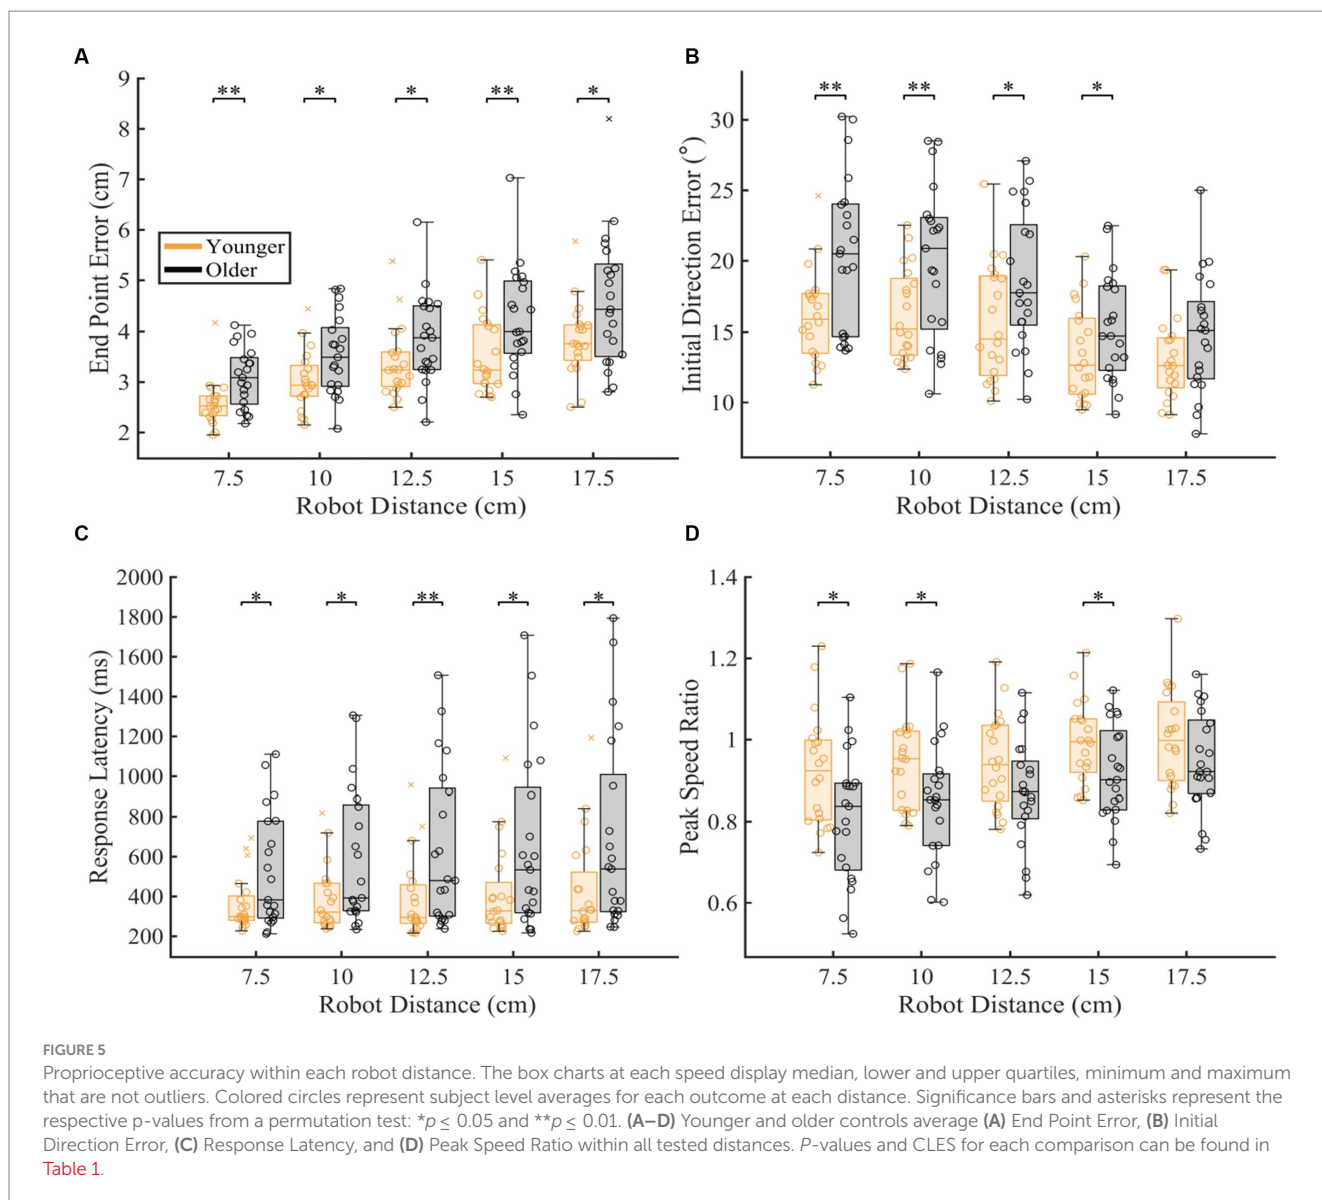 A
9
8
7
6
5
4
3
2
End Point Error (cm)
** * * ** *
Younger
Older
7.5 10 12.5 15 17.5
Robot Distance (cm)
B
30
25
20
15
10
Initial Direction Error (°)
** ** * *
7.5 10 12.5 15 17.5
Robot Distance (cm)
C
2000
1800
1600
1400
1200
1000
800
600
400
200
Response Latency (ms)
* * ** * *
7.5 10 12.5 15 17.5
Robot Distance (cm)
D
1.4
1.2
1
0.8
0.6
Peak Speed Ratio
* * *
7.5 10 12.5 15 17.5
Robot Distance (cm)
FIGURE 5
Proprioceptive accuracy within each robot distance. The box charts at each speed display median, lower and upper quartiles, minimum and maximum
that are not outliers. Colored circles represent subject level averages for each outcome at each distance. Significance bars and asterisks represent the
respective p-values from a permutation test: *p ≤ 0.05 and **p ≤ 0.01. (A–D) Younger and older controls average (A) End Point Error, (B) Initial
Direction Error, (C) Response Latency, and (D) Peak Speed Ratio within all tested distances. P-values and CLES for each comparison can be found in
Table 1.